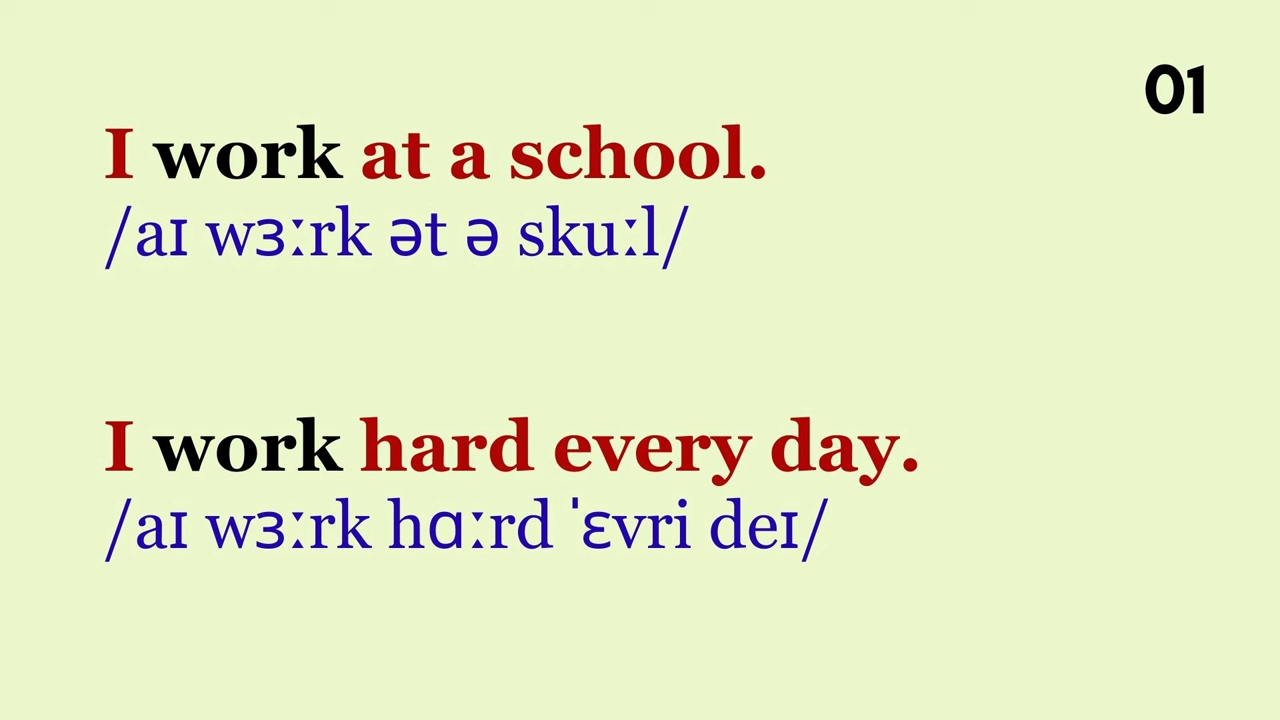 01
I work at a school.
/aɪ wɜːrk ət ə skuːl/
I work hard every day.
/aɪ wɜːrk hɑːrd ˈɛvri deɪ/